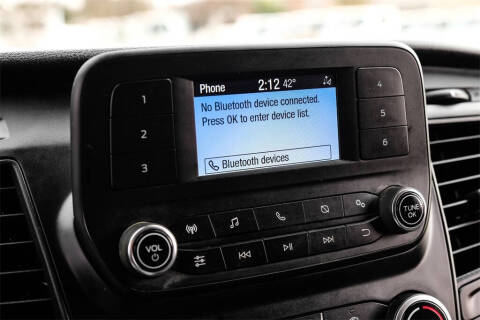 Phone 2:12 42°
No Bluetooth device connected.
Press OK to enter device list.
Bluetooth devices
1
2
3
4
5
6
VOL
TUNE
OK